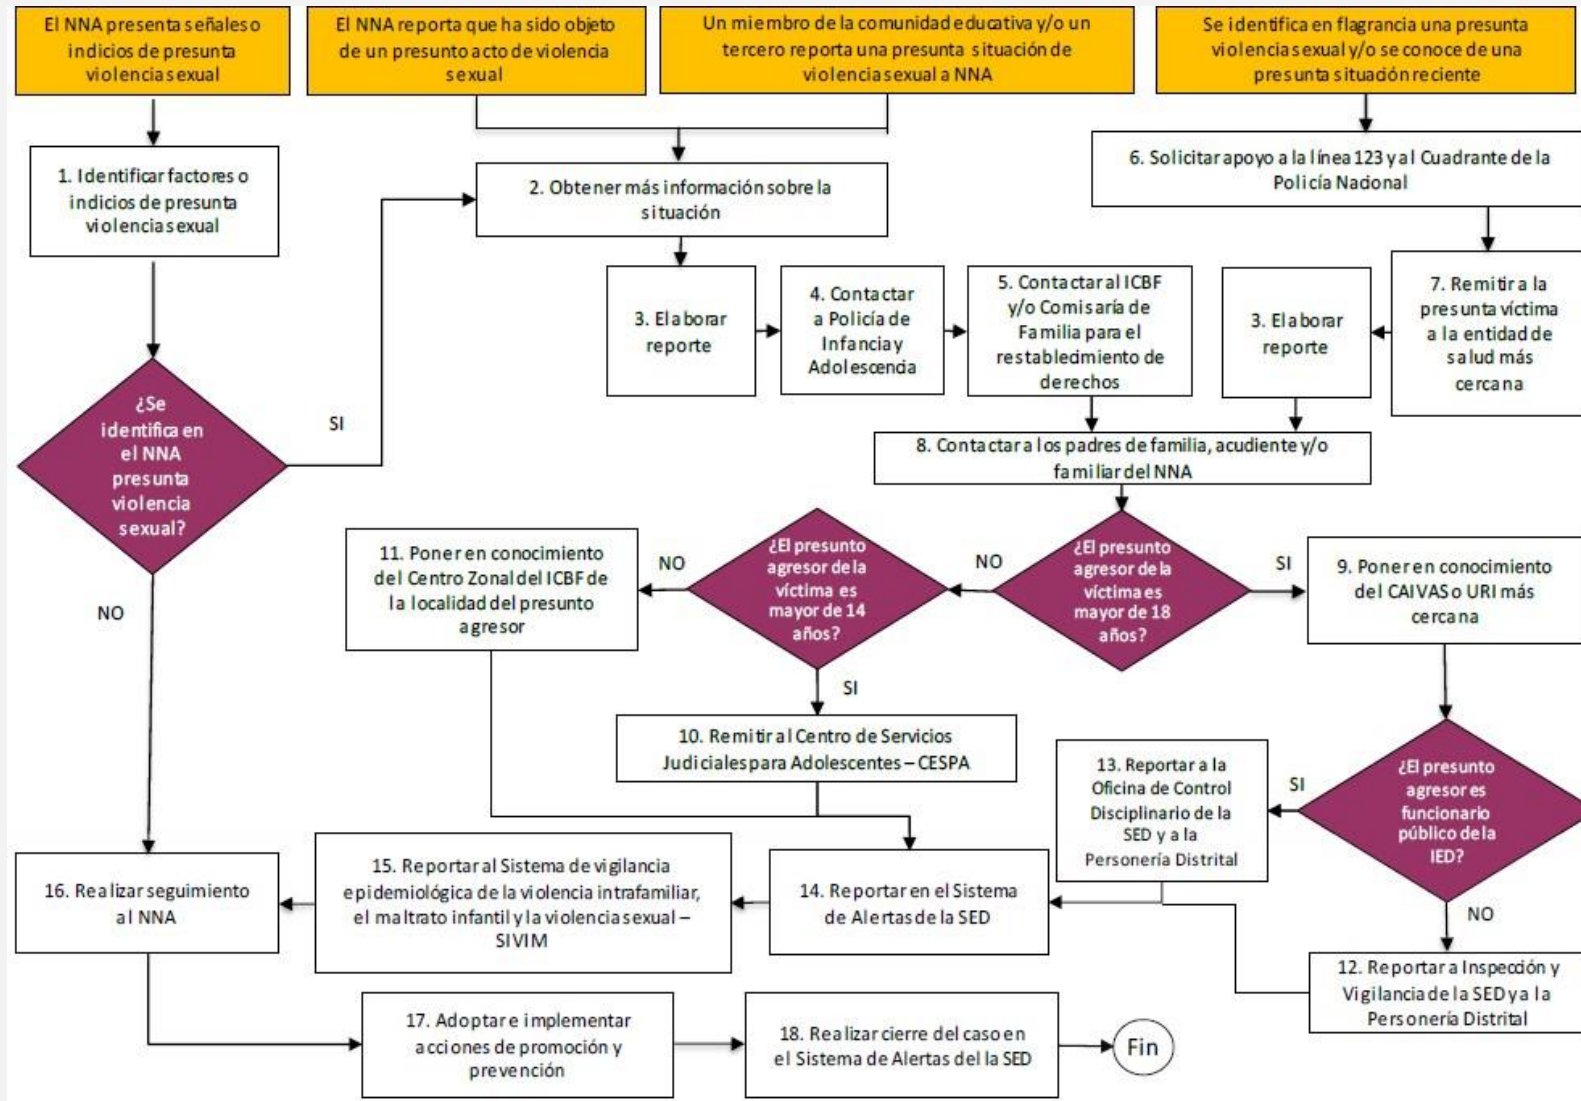 El NNA presenta señales o
indicios de presunta
violencia sexual
El NNA reporta que ha sido objeto
de un presunto acto de violencia
sexual
Un miembro de la comunidad educativa y/o un
tercero reporta una presunta situación de
violencia sexual a NNA
Se identifica en flagrancia una presunta
violencia sexual y/o se conoce de una
presunta situación reciente
1. Identificar factores o
indicios de presunta
violencia sexual
2. Obtener más información sobre la
situación
6. Solicitar apoyo a la línea 123 y al Cuadrante de la
Policía Nacional
3. Elaborar
reporte
4. Contactar
a Policía de
Infancia y
Adolescencia
5. Contactar al ICBF
y/o Comisaría de
Familia para el
restablecimiento de
derechos
3. Elaborar
reporte
7. Remitir a la
presunta víctima
a la entidad de
salud más
cercana
¿Se
identifica en
el NNA
presunta
violencia
sexual?
SI
NO
8. Contactar a los padres de familia, acudiente y/o
familiar del NNA
11. Poner en conocimiento
del Centro Zonal del ICBF de
la localidad del presunto
agresor
NO
¿El presunto
agresor de la
víctima es
mayor de 14
años?
NO
¿El presunto
agresor de la
víctima es
mayor de 18
años?
SI
9. Poner en conocimiento
del CAIVAS o URI más
cercana
SI
10. Remitir al Centro de Servicios
Judiciales para Adolescentes – CESPA
13. Reportar a la
Oficina de Control
Disciplinario de la
SED y a la
Personería Distrital
SI
¿El presunto
agresor es
funcionario
público de la
IED?
NO
16. Realizar seguimiento
al NNA
15. Reportar al Sistema de vigilancia
epidemiológica de la violencia intrafamiliar,
el maltrato infantil y la violencia sexual –
SIVIM
14. Reportar en el Sistema
de Alertas de la SED
12. Reportar a Inspección y
Vigilancia de la SED y a la
Personería Distrital
17. Adoptar e implementar
acciones de promoción y
prevención
18. Realizar cierre del caso en
el Sistema de Alertas del la SED
Fin